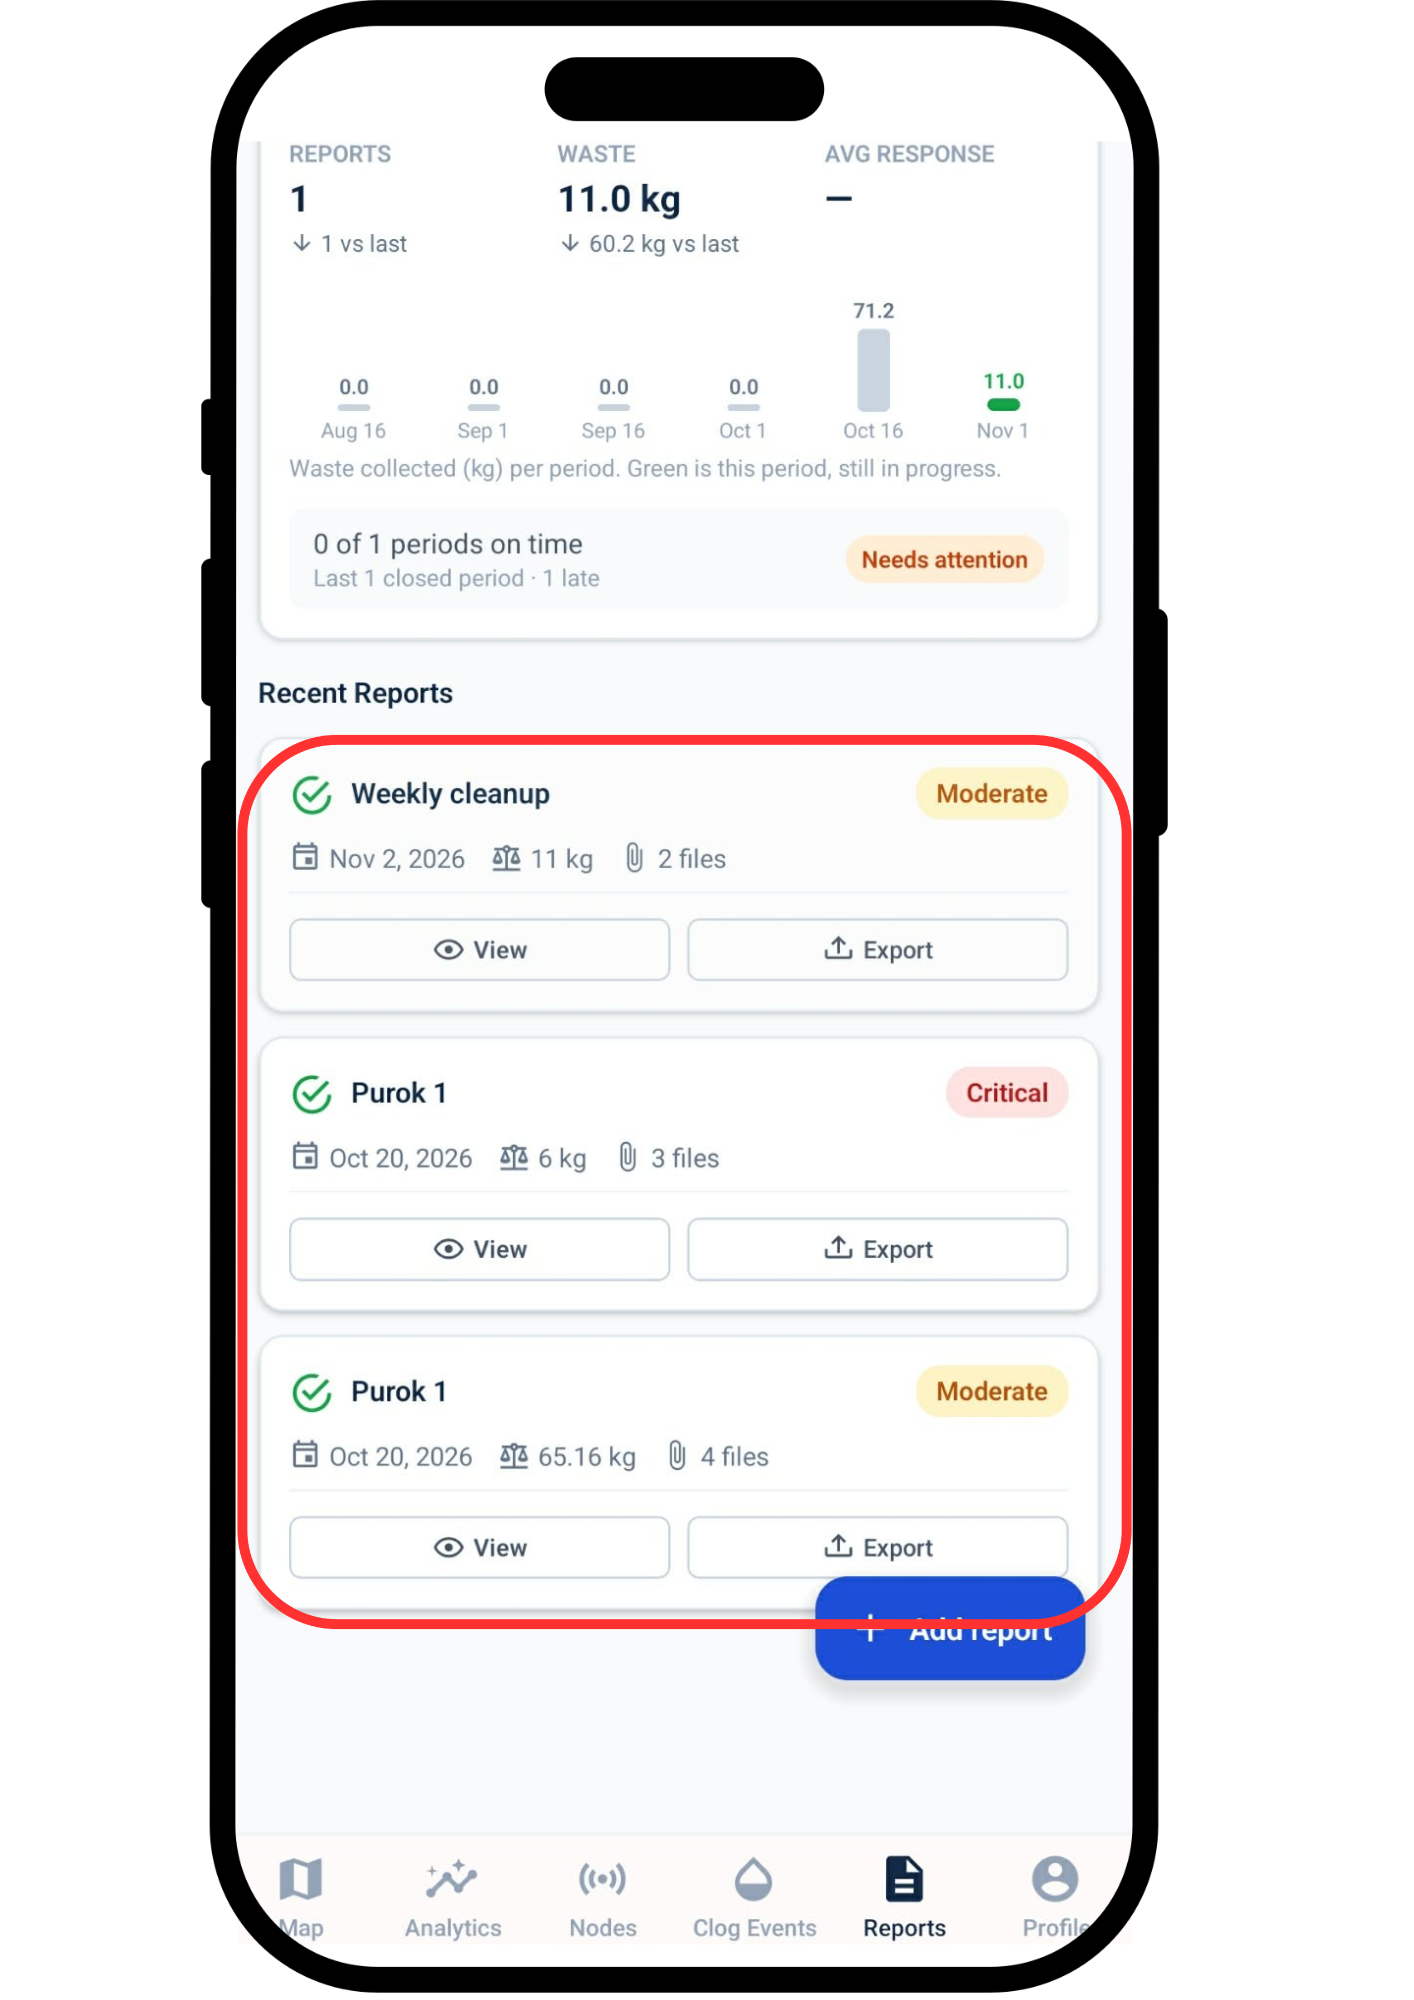 REPORTS WASTE AVG RESPONSE
1 11.0 kg –
↓ 1 vs last ↓ 60.2 kg vs last
71.2
0.0 0.0 0.0 0.0 11.0
Aug 16 Sep 1 Sep 16 Oct 1 Oct 16 Nov 1
Waste collected (kg) per period. Green is this period, still in progress.
0 of 1 periods on time
Needs attention
Last 1 closed period · 1 late
Recent Reports
Weekly cleanup Moderate
Nov 2, 2026 11 kg 2 files
View Export
Purok 1 Critical
Oct 20, 2026 6 kg 3 files
View Export
Purok 1 Moderate
Oct 20, 2026 65.16 kg 4 files
View Export
+ Add report
Map Analytics Nodes Clog Events Reports Profile